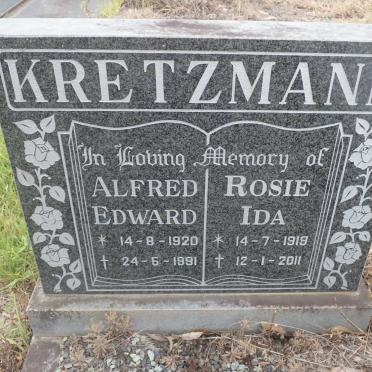 KRETZMANN
In Loving Memory of
ALFRED EDWARD
* 14-8-1920
† 24-5-1991
ROSIE IDA
* 14-7-1919
† 12-1-2011